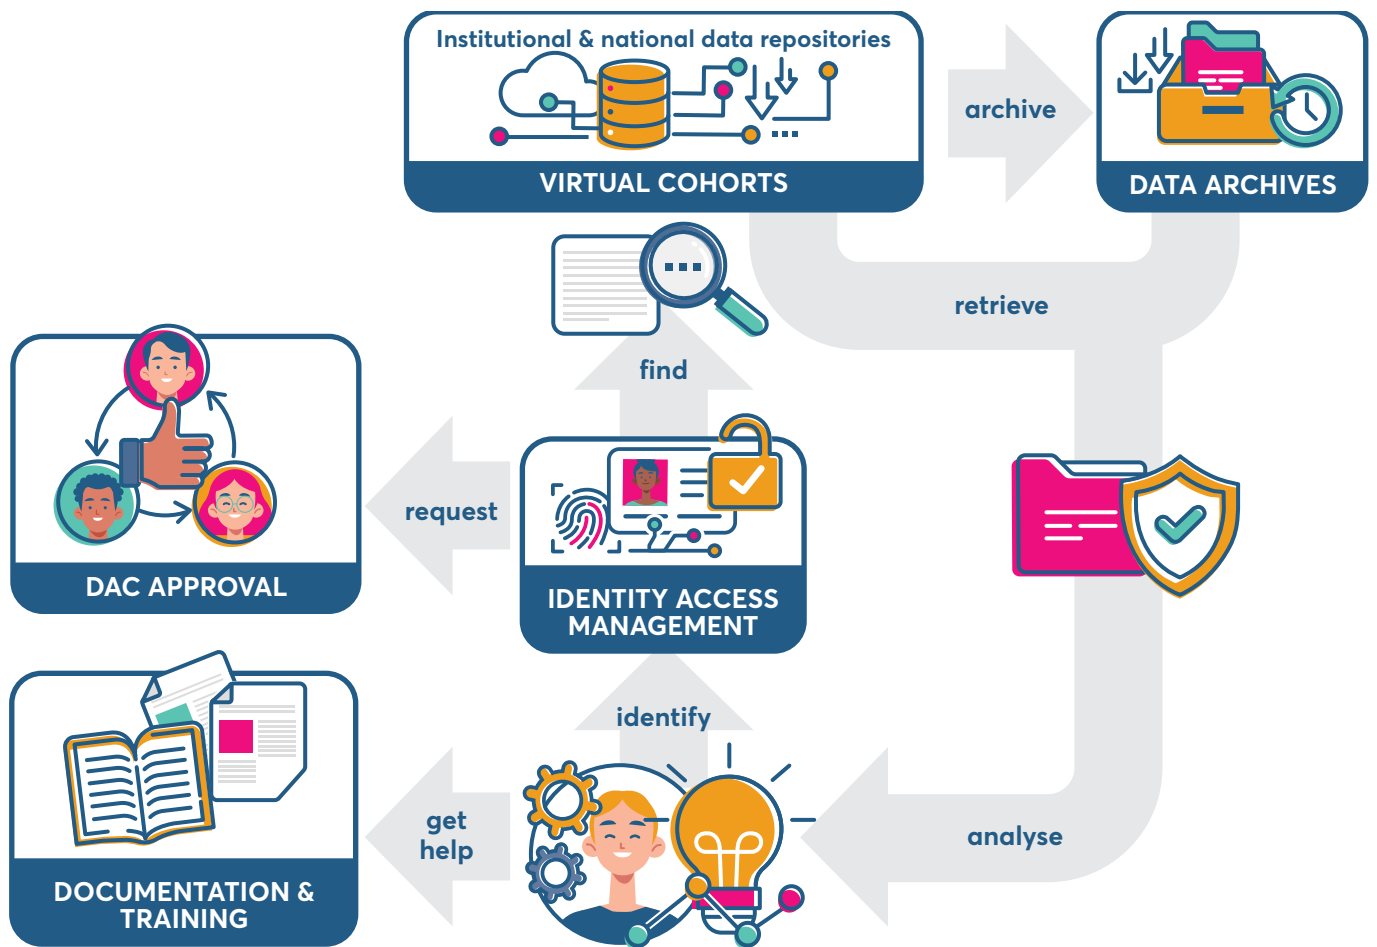 Institutional & national data repositories
VIRTUAL COHORTS
archive
DATA ARCHIVES
retrieve
find
request
DAC APPROVAL
IDENTITY ACCESS
MANAGEMENT
identify
get
help
DOCUMENTATION &
TRAINING
analyse